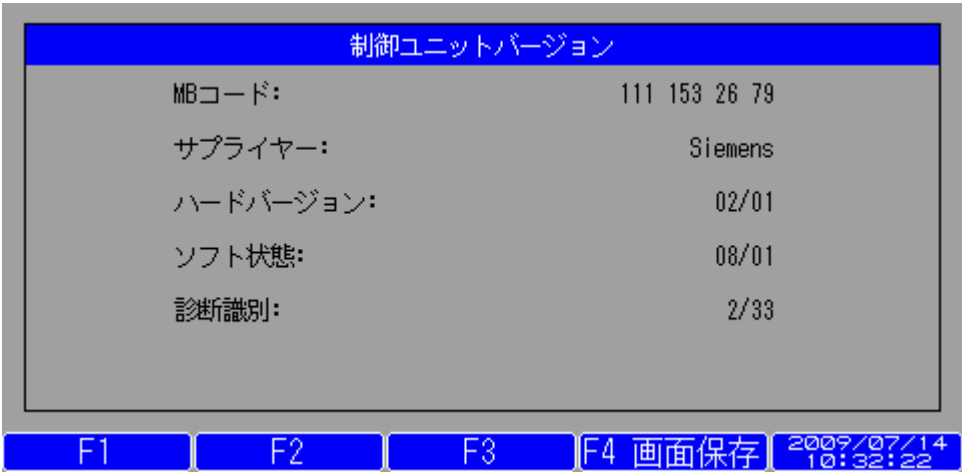 制御ユニットバージョン
MBコード: 111 153 26 79
サプライヤー: Siemens
ハードバージョン: 02/01
ソフト状態: 08/01
診断識別: 2/33
F1 F2 F3 F4 画面保存 2009/07/14
10:32:22